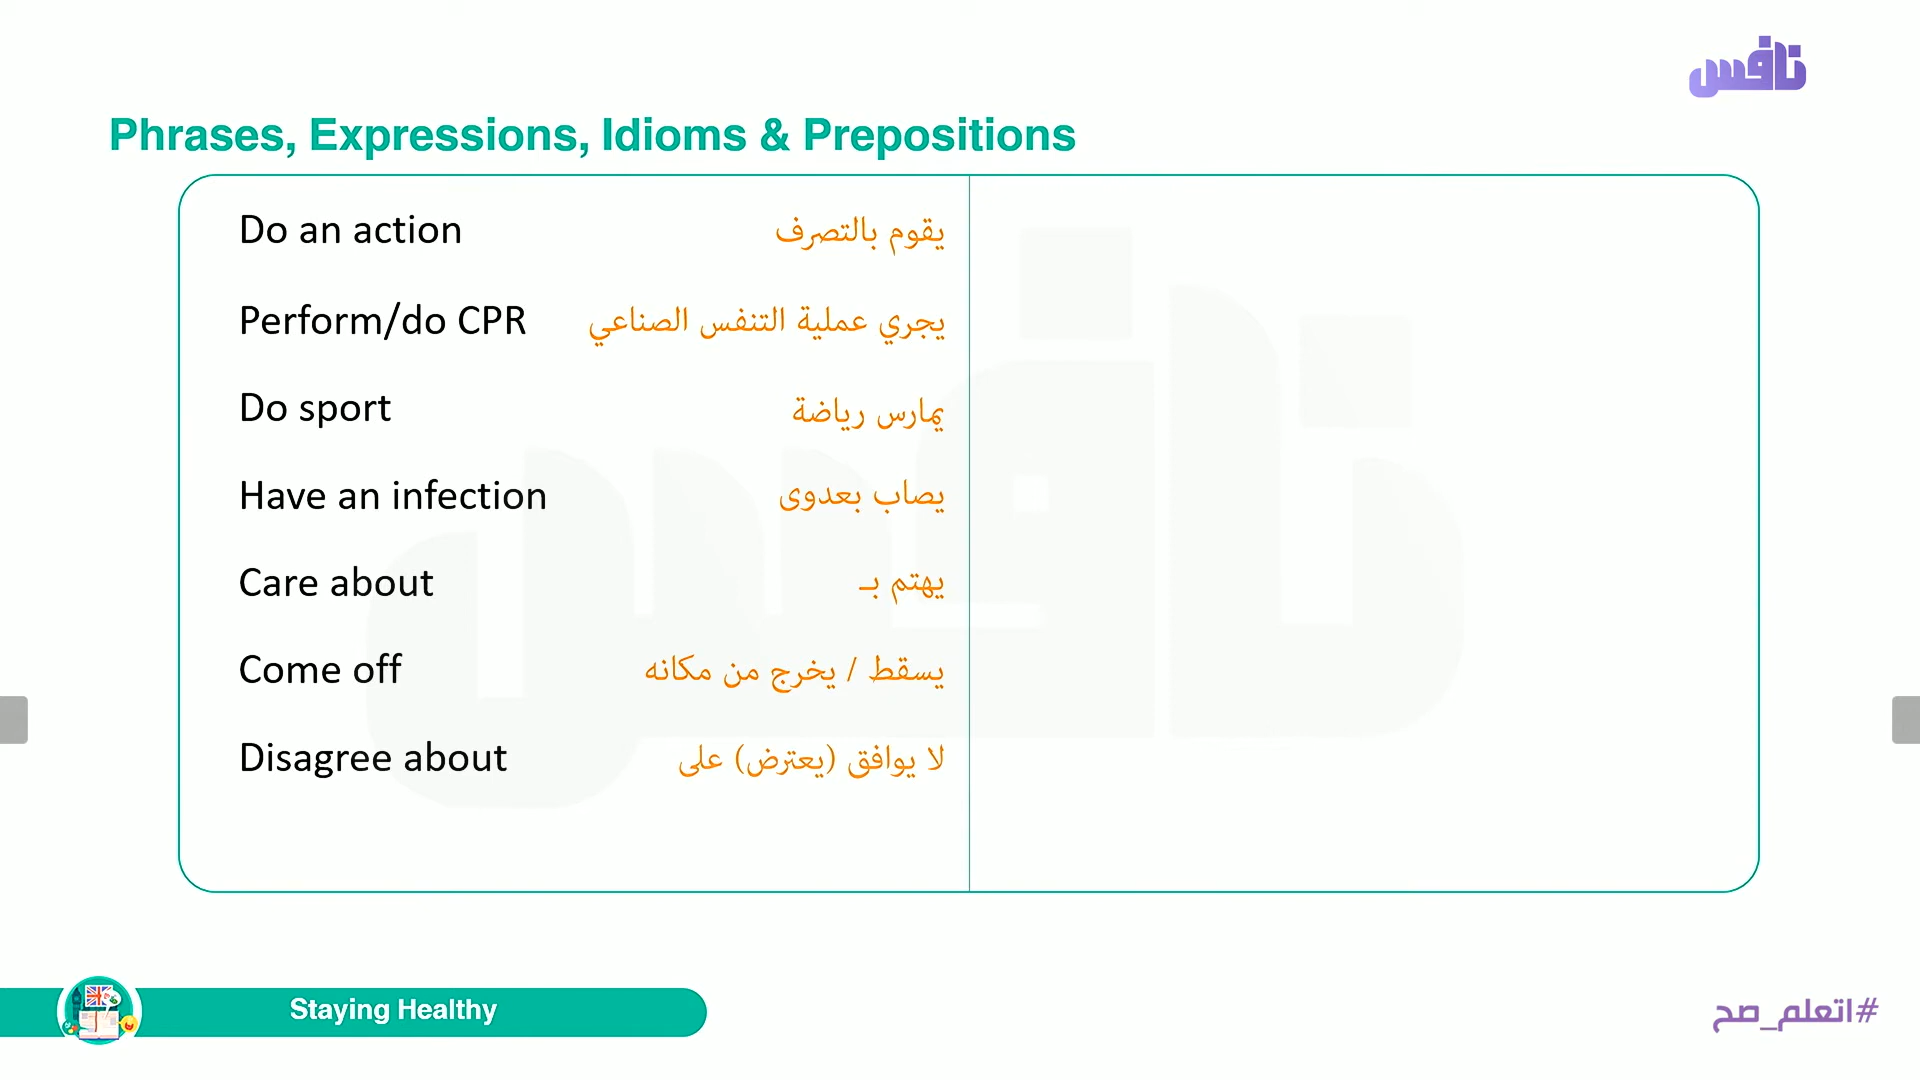 نافس
Phrases, Expressions, Idioms & Prepositions
Do an action يقوم بالتصرف
Perform/do CPR يجري عملية التنفس الصناعي
Do sport يمارس رياضة
Have an infection يصاب بعدوى
Care about يهتم بـ
Come off يسقط / يخرج من مكانه
Disagree about لا يوافق (يعترض) على
Staying Healthy
#اتعلم_صح